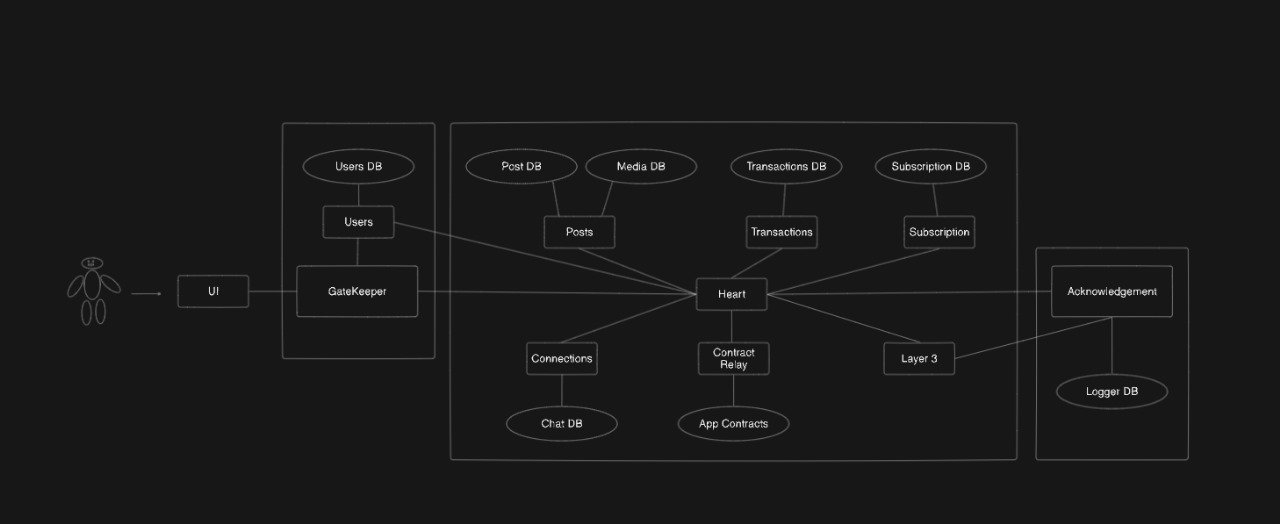 Users DB
Post DB
Media DB
Transactions DB
Subscription DB
Users
Posts
Transactions
Subscription
UI
GateKeeper
Heart
Acknowledgement
Connections
Contract
Relay
Layer 3
Logger DB
Chat DB
App Contracts